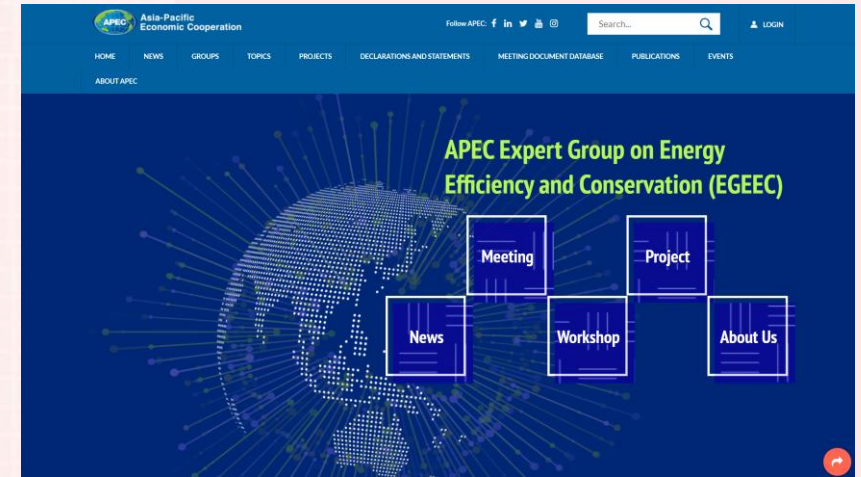 APEC
Asia-Pacific
Economic Cooperation
Follow APEC:
Search...
LOGIN
HOME NEWS GROUPS TOPICS PROJECTS DECLARATIONS AND STATEMENTS MEETING DOCUMENT DATABASE PUBLICATIONS EVENTS
ABOUT APEC
APEC Expert Group on Energy
Efficiency and Conservation (EGEEC)
Meeting Project
News Workshop About Us